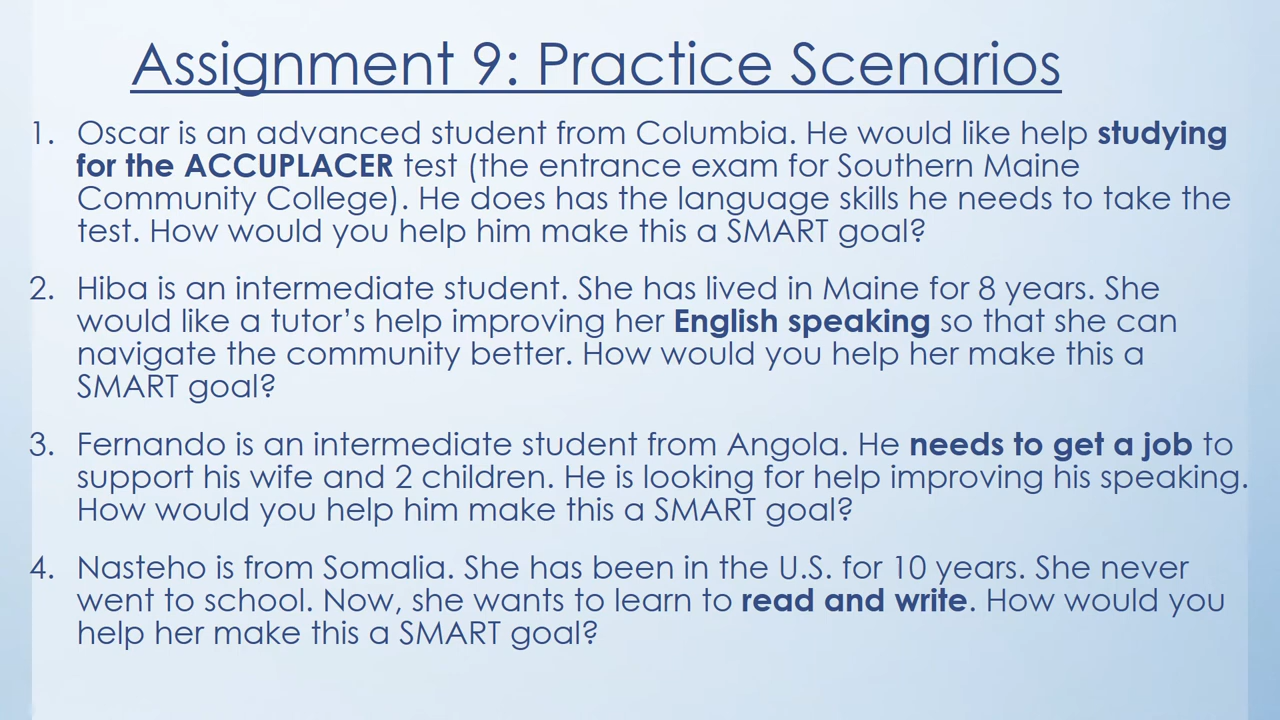 Assignment 9: Practice Scenarios
1. Oscar is an advanced student from Columbia. He would like help studying
for the ACCUPLACER test (the entrance exam for Southern Maine
Community College). He does has the language skills he needs to take the
test. How would you help him make this a SMART goal?
2. Hiba is an intermediate student. She has lived in Maine for 8 years. She
would like a tutor’s help improving her English speaking so that she can
navigate the community better. How would you help her make this a
SMART goal?
3. Fernando is an intermediate student from Angola. He needs to get a job to
support his wife and 2 children. He is looking for help improving his speaking.
How would you help him make this a SMART goal?
4. Nasteho is from Somalia. She has been in the U.S. for 10 years. She never
went to school. Now, she wants to learn to read and write. How would you
help her make this a SMART goal?